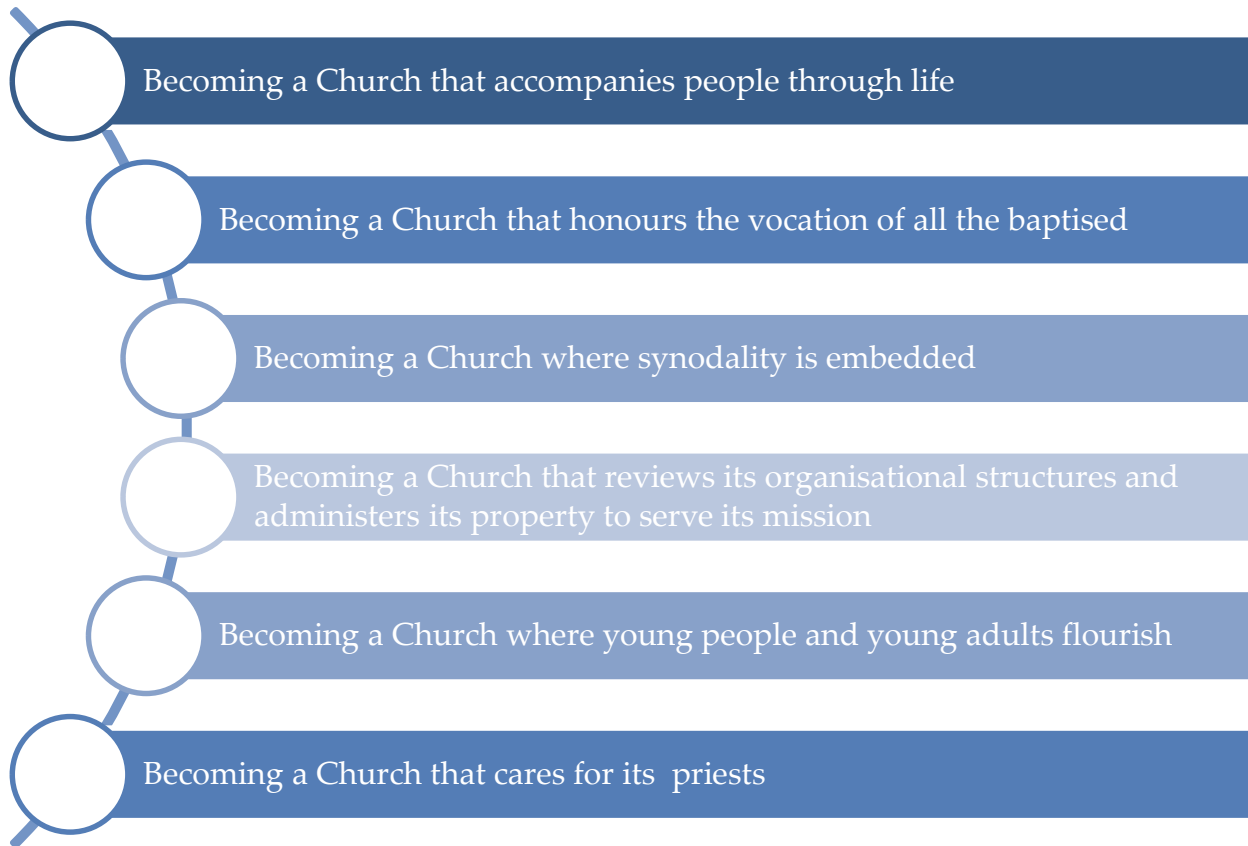 Becoming a Church that accompanies people through life
Becoming a Church that honours the vocation of all the baptised
Becoming a Church where synodality is embedded
Becoming a Church that reviews its organisational structures and
administers its property to serve its mission
Becoming a Church where young people and young adults flourish
Becoming a Church that cares for its  priests